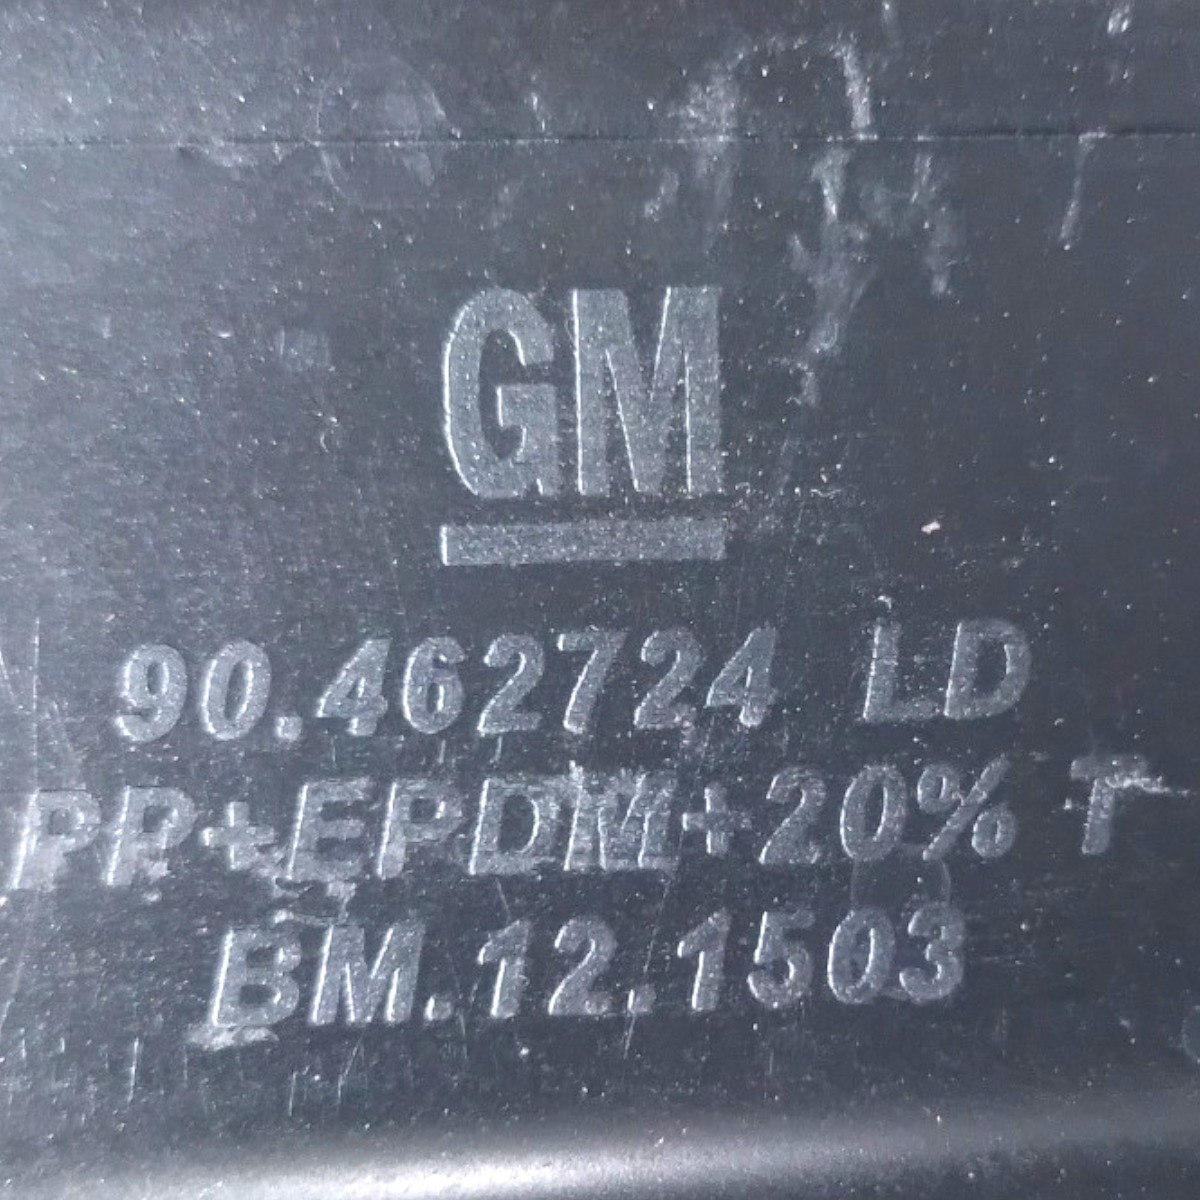 GM
90.462724 LD
PP+EPDM+20% T
BM.12.1503